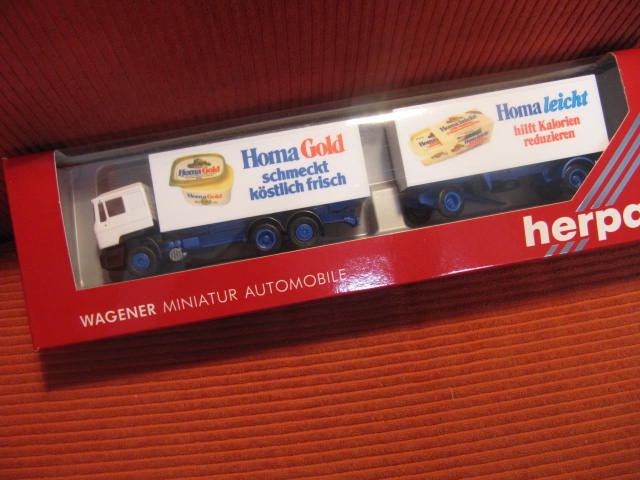 Homa Gold
schmeckt
köstlich frisch
Homa leicht
hilft Kalorien
reduzieren
herpa
WAGENER MINIATUR AUTOMOBILE